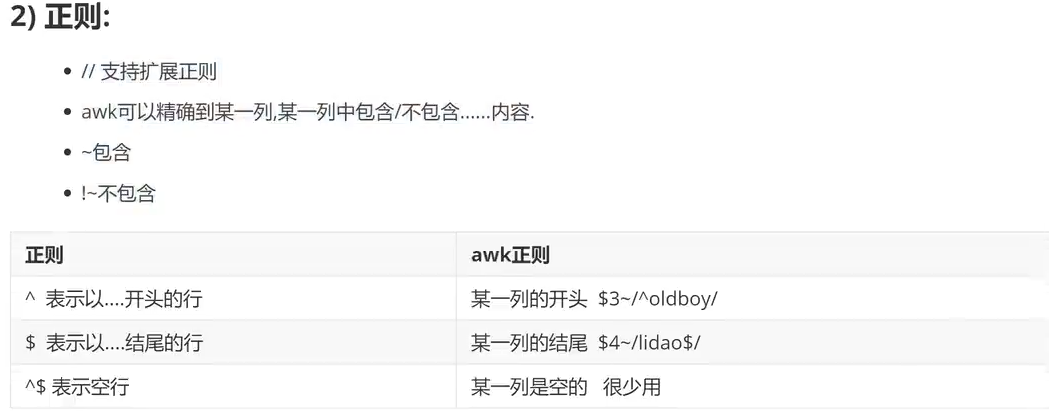 2) 正则:
// 支持扩展正则
awk可以精确到某一列,某一列中包含/不包含......内容.
~包含
!~不包含
正则 awk正则
^ 表示以....开头的行 某一列的开头 $3~/^oldboy/
$ 表示以....结尾的行 某一列的结尾 $4~/lidao$/
^$ 表示空行 某一列是空的 很少用